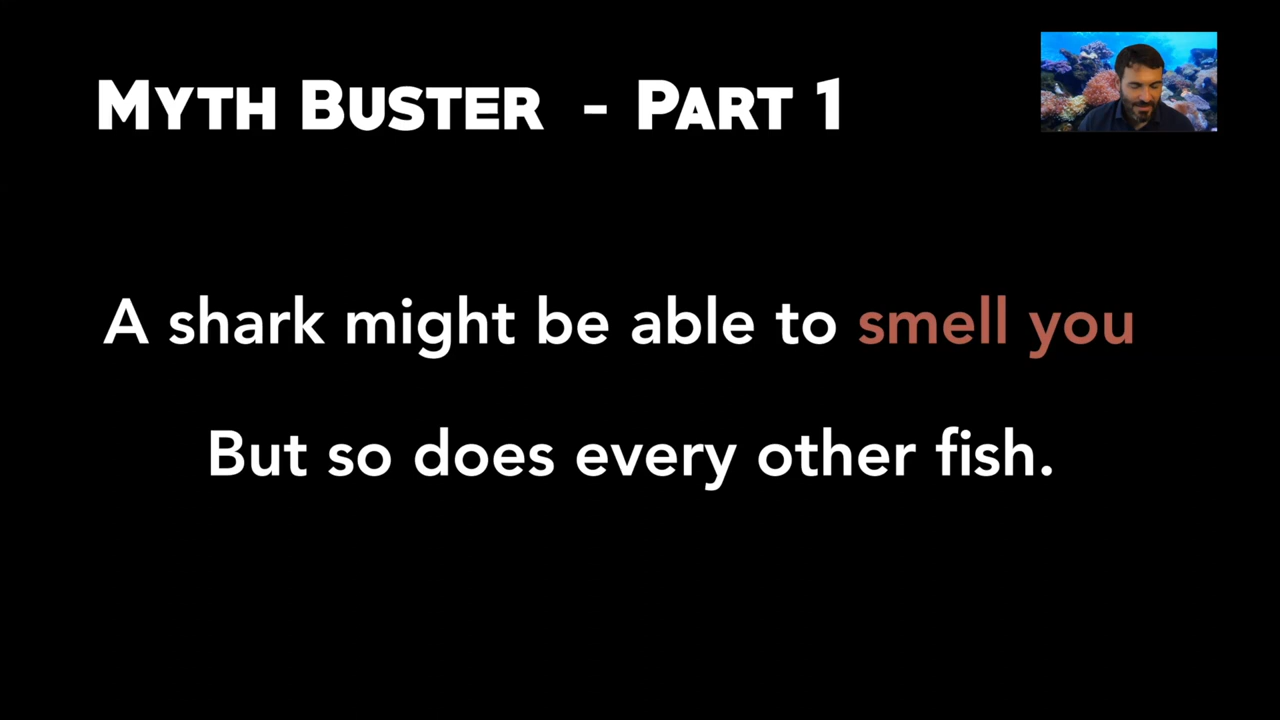 Myth Buster - Part 1
A shark might be able to smell you
But so does every other fish.